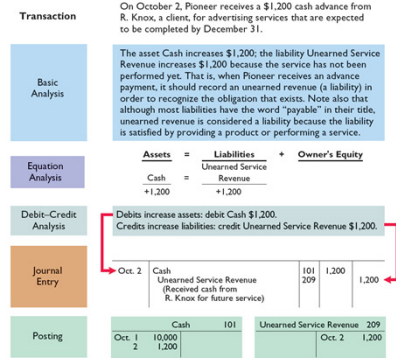 Transaction
On October 2, Pioneer receives a $1,200 cash advance from
R. Knox, a client, for advertising services that are expected
to be completed by December 31.
Basic
Analysis
The asset Cash increases $1,200; the liability Unearned Service
Revenue increases $1,200 because the service has not been
performed yet. That is, when Pioneer receives an advance
payment, it should record an unearned revenue (a liability) in
order to recognize the obligation that exists. Note also that
although most liabilities have the word “payable” in their title,
unearned revenue is considered a liability because the liability
is satisfied by providing a product or performing a service.
Equation
Analysis
Assets = Liabilities + Owner's Equity
Unearned Service
Cash = Revenue
+1,200 +1,200
Debit–Credit
Analysis
Debits increase assets: debit Cash $1,200.
Credits increase liabilities: credit Unearned Service Revenue $1,200.
Journal
Entry
Oct. 2 Cash 101 1,200
Unearned Service Revenue 209 1,200
(Received cash from
R. Knox for future service)
Posting
Cash 101
Oct. 1 10,000
2 1,200
Unearned Service Revenue 209
Oct. 2 1,200